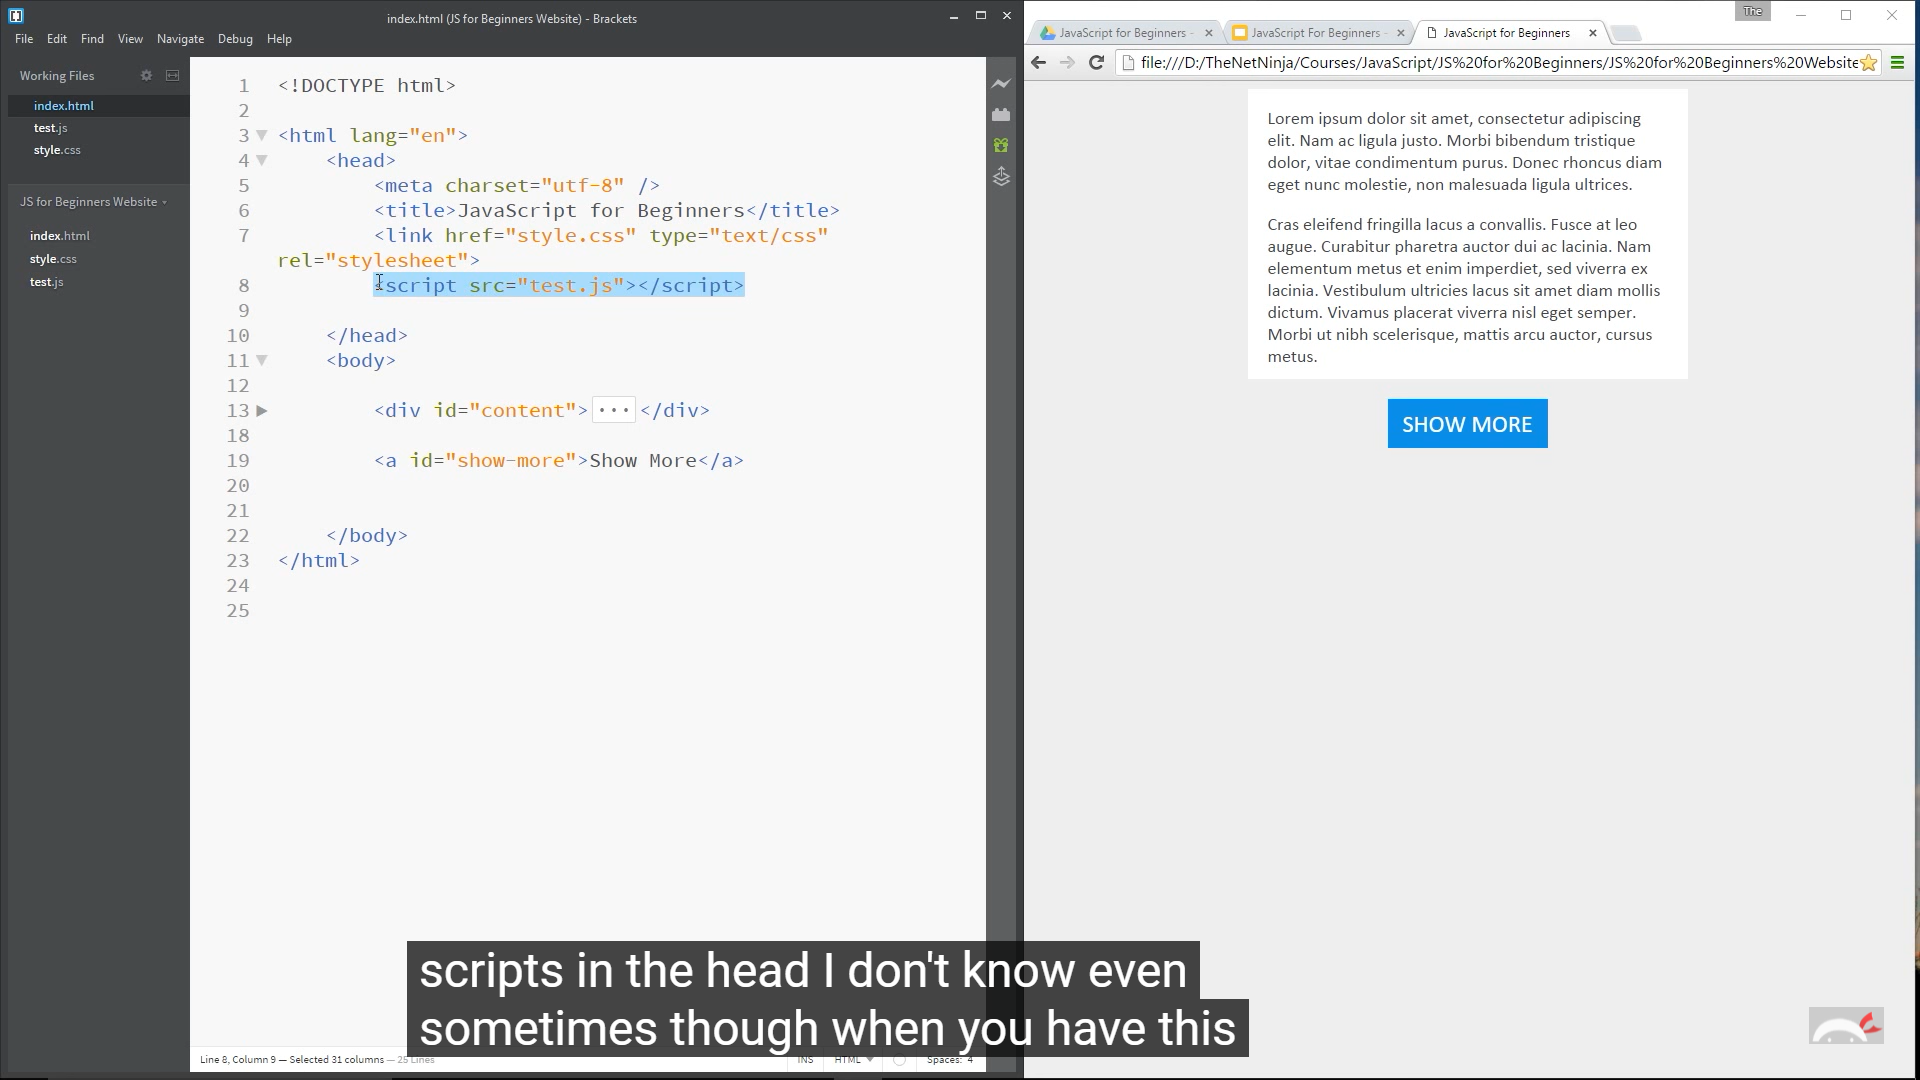 index.html (JS for Beginners Website) - Brackets
File Edit Find View Navigate Debug Help
Working Files
index.html
test.js
style.css
JS for Beginners Website
index.html
style.css
test.js
1 <!DOCTYPE html>
2
3 <html lang="en">
4 <head>
5 <meta charset="utf-8" />
6 <title>JavaScript for Beginners</title>
7 <link href="style.css" type="text/css"
rel="stylesheet">
8 <script src="test.js"></script>
9
10 </head>
11 <body>
12
13 <div id="content">···</div>
18
19 <a id="show-more">Show More</a>
20
21
22 </body>
23 </html>
24
25
Line 8, Column 9 — Selected 31 columns — 25 Lines
INS HTML Spaces: 4
The
JavaScript for Beginners - JavaScript For Beginners - JavaScript for Beginners
file:///D:/TheNetNinja/Courses/JavaScript/JS%20for%20Beginners/JS%20for%20Beginners%20Website
Lorem ipsum dolor sit amet, consectetur adipiscing
elit. Nam ac ligula justo. Morbi bibendum tristique
dolor, vitae condimentum purus. Donec rhoncus diam
eget nunc molestie, non malesuada ligula ultrices.
Cras eleifend fringilla lacus a convallis. Fusce at leo
augue. Curabitur pharetra auctor dui ac lacinia. Nam
elementum metus et enim imperdiet, sed viverra ex
lacinia. Vestibulum ultricies lacus sit amet diam mollis
dictum. Vivamus placerat viverra nisl eget semper.
Morbi ut nibh scelerisque, mattis arcu auctor, cursus
metus.
SHOW MORE
scripts in the head I don't know even
sometimes though when you have this